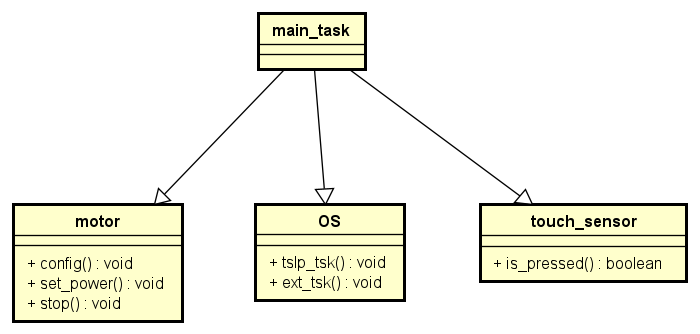 main_task
motor
+ config() : void
+ set_power() : void
+ stop() : void
OS
+ tslp_tsk() : void
+ ext_tsk() : void
touch_sensor
+ is_pressed() : boolean